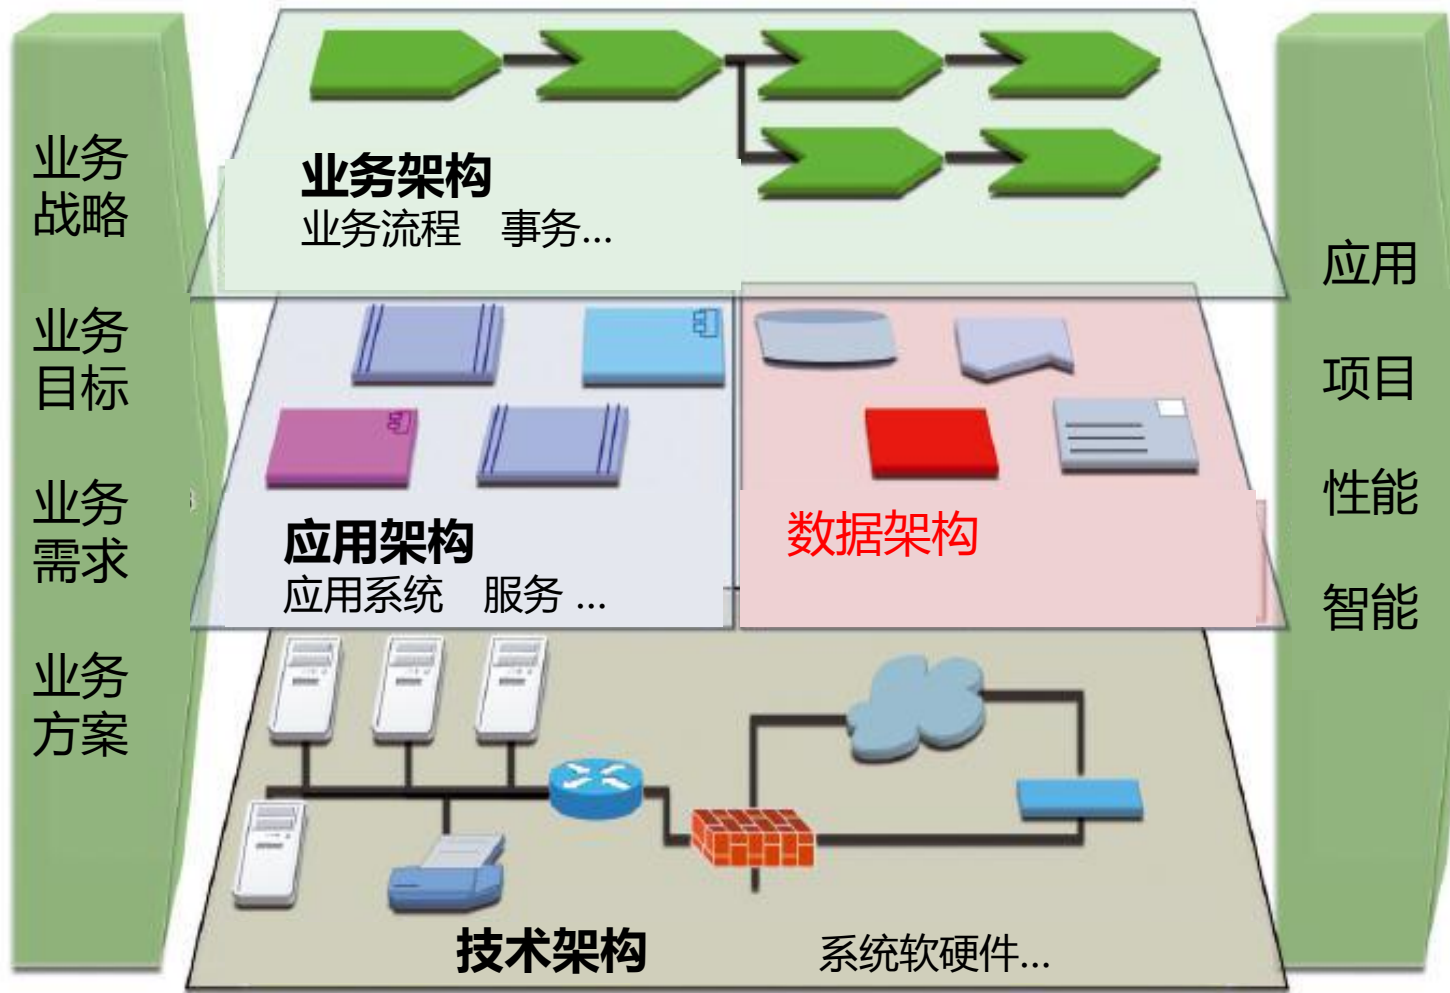 业务
战略
业务
目标
业务
需求
业务
方案
业务架构
业务流程 事务...
应用架构
应用系统 服务 ...
数据架构
技术架构 系统软硬件...
应用
项目
性能
智能